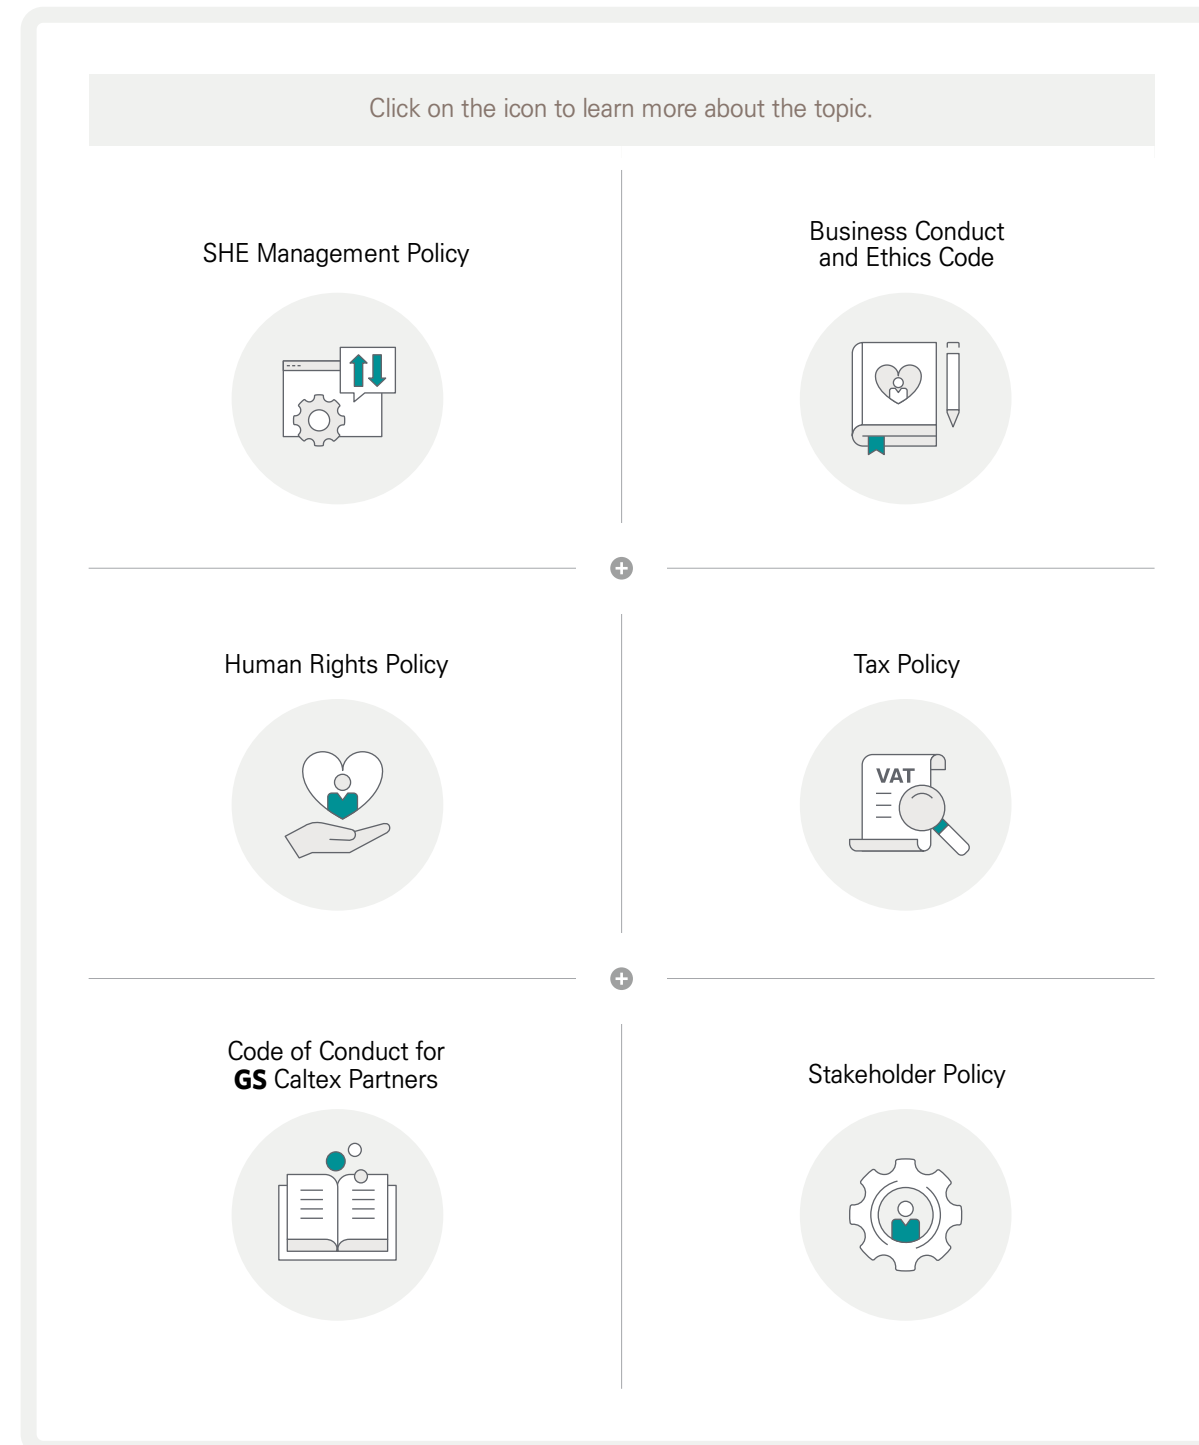 Click on the icon to learn more about the topic.
SHE Management Policy
Business Conduct
and Ethics Code
Human Rights Policy
Tax Policy
VAT
Code of Conduct for
GS Caltex Partners
Stakeholder Policy